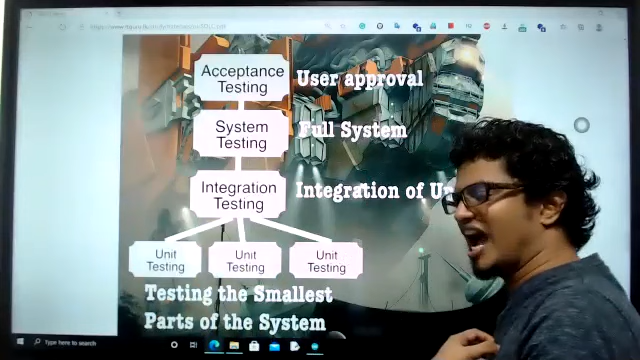 Acceptance
Testing
User approval
System
Testing
Full System
Integration
Testing
Integration of
Unit
Testing
Unit
Testing
Unit
Testing
Testing the Smallest
Parts of the System
Type here to search